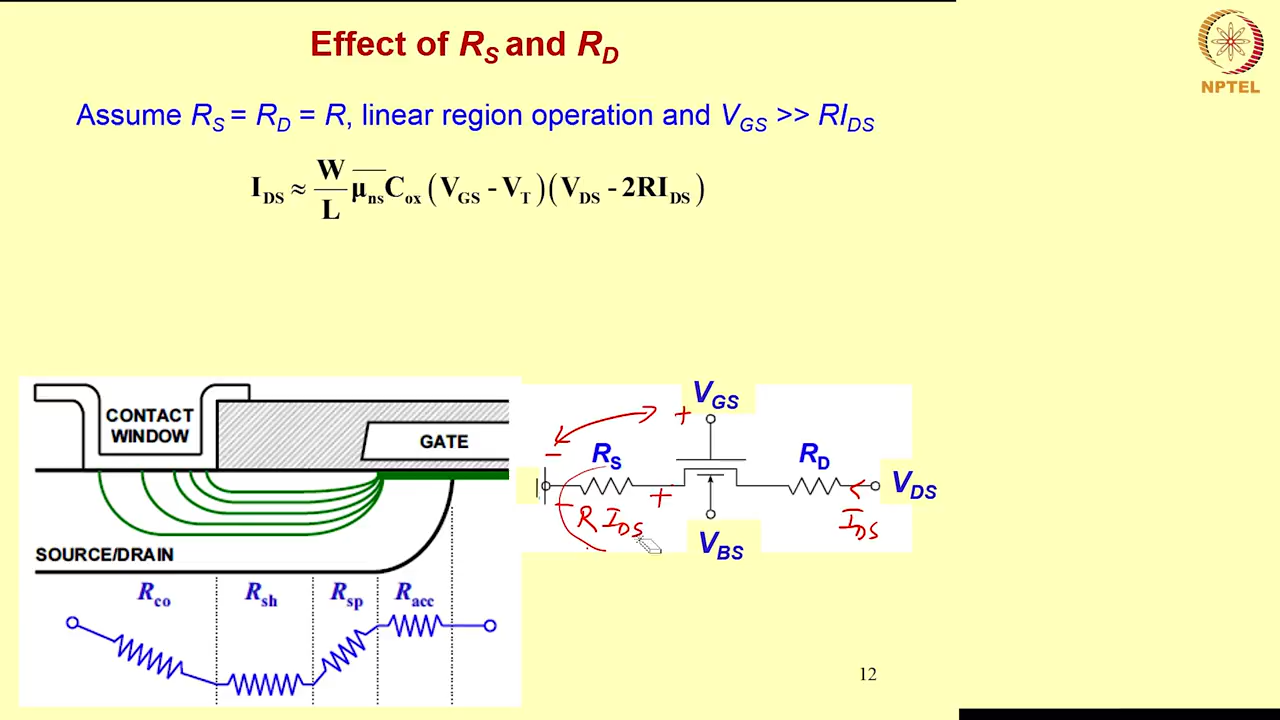 Effect of R_S and R_D
NPTEL
Assume R_S = R_D = R, linear region operation and V_GS >> RI_DS
I_DS ≈ W/L μ̅_ns C_ox (V_GS - V_T)(V_DS - 2RI_DS)
CONTACT
WINDOW
GATE
SOURCE/DRAIN
R_co R_sh R_sp R_acc
V_GS
+
-
R_S
R_D
V_DS
- +
R I_DS
I_DS
V_BS
12